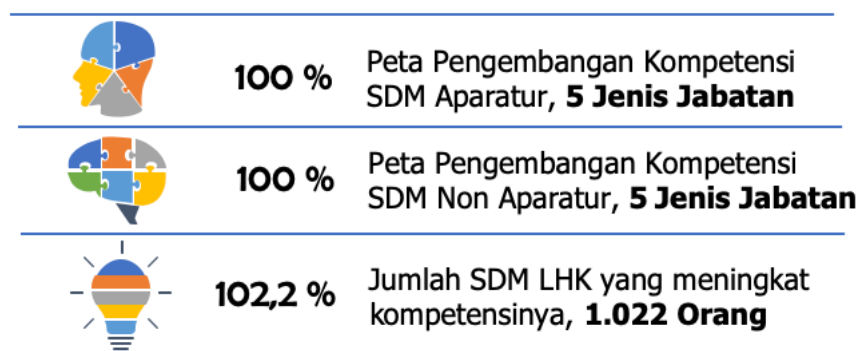 100 %
Peta Pengembangan Kompetensi
SDM Aparatur, 5 Jenis Jabatan
100 %
Peta Pengembangan Kompetensi
SDM Non Aparatur, 5 Jenis Jabatan
102,2 %
Jumlah SDM LHK yang meningkat
kompetensinya, 1.022 Orang